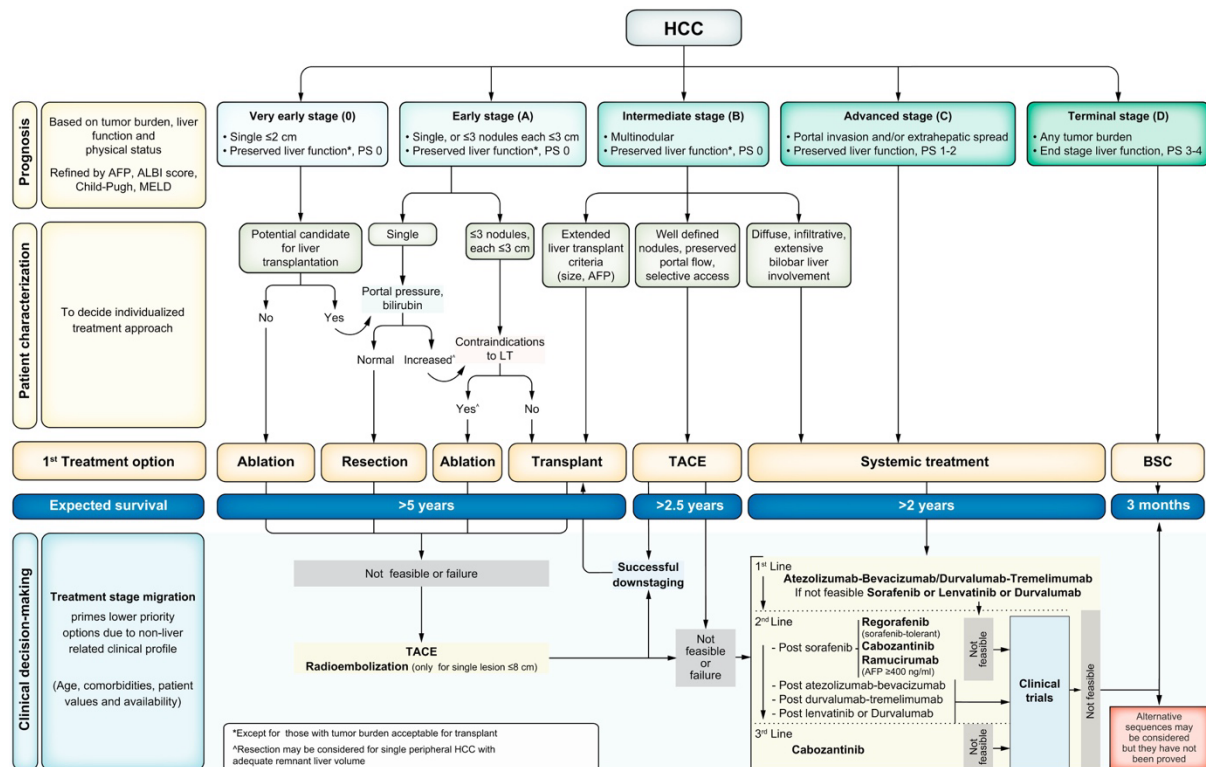 HCC
Prognosis
Based on tumor burden, liver
function and
physical status
Refined by AFP, ALBI score,
Child-Pugh, MELD
Very early stage (0)
• Single ≤2 cm
• Preserved liver function*, PS 0
Early stage (A)
• Single, or ≤3 nodules each ≤3 cm
• Preserved liver function*, PS 0
Intermediate stage (B)
• Multinodular
• Preserved liver function*, PS 0
Advanced stage (C)
• Portal invasion and/or extrahepatic spread
• Preserved liver function, PS 1-2
Terminal stage (D)
• Any tumor burden
• End stage liver function, PS 3-4
Patient characterization
To decide individualized
treatment approach
Potential candidate
for liver
transplantation
Single
≤3 nodules,
each ≤3 cm
Extended
liver transplant
criteria
(size, AFP)
Well defined
nodules, preserved
portal flow,
selective access
Diffuse, infiltrative,
extensive
bilobar liver
involvement
No
Yes
Portal pressure,
bilirubin
Normal
Increased^
Contraindications
to LT
Yes^
No
1st Treatment option
Ablation
Resection
Ablation
Transplant
TACE
Systemic treatment
BSC
Expected survival
>5 years
>2.5 years
>2 years
3 months
Clinical decision-making
Treatment stage migration
primes lower priority
options due to non-liver
related clinical profile
(Age, comorbidities, patient
values and availability)
Not feasible or failure
Successful
downstaging
TACE
Radioembolization (only for single lesion ≤8 cm)
Not
feasible
or
failure
1st Line
Atezolizumab-Bevacizumab/Durvalumab-Tremelimumab
If not feasible Sorafenib or Lenvatinib or Durvalumab
2nd Line
- Post sorafenib
Regorafenib
(sorafenib-tolerant)
Cabozantinib
Ramucirumab
(AFP ≥400 ng/ml)
Not
feasible
- Post atezolizumab-bevacizumab
- Post durvalumab-tremelimumab
- Post lenvatinib or Durvalumab
Clinical
trials
Not feasible
3rd Line
Cabozantinib
Not
feasible
Alternative
sequences may
be considered
but they have not
been proved
*Except for those with tumor burden acceptable for transplant
^Resection may be considered for single peripheral HCC with
adequate remnant liver volume